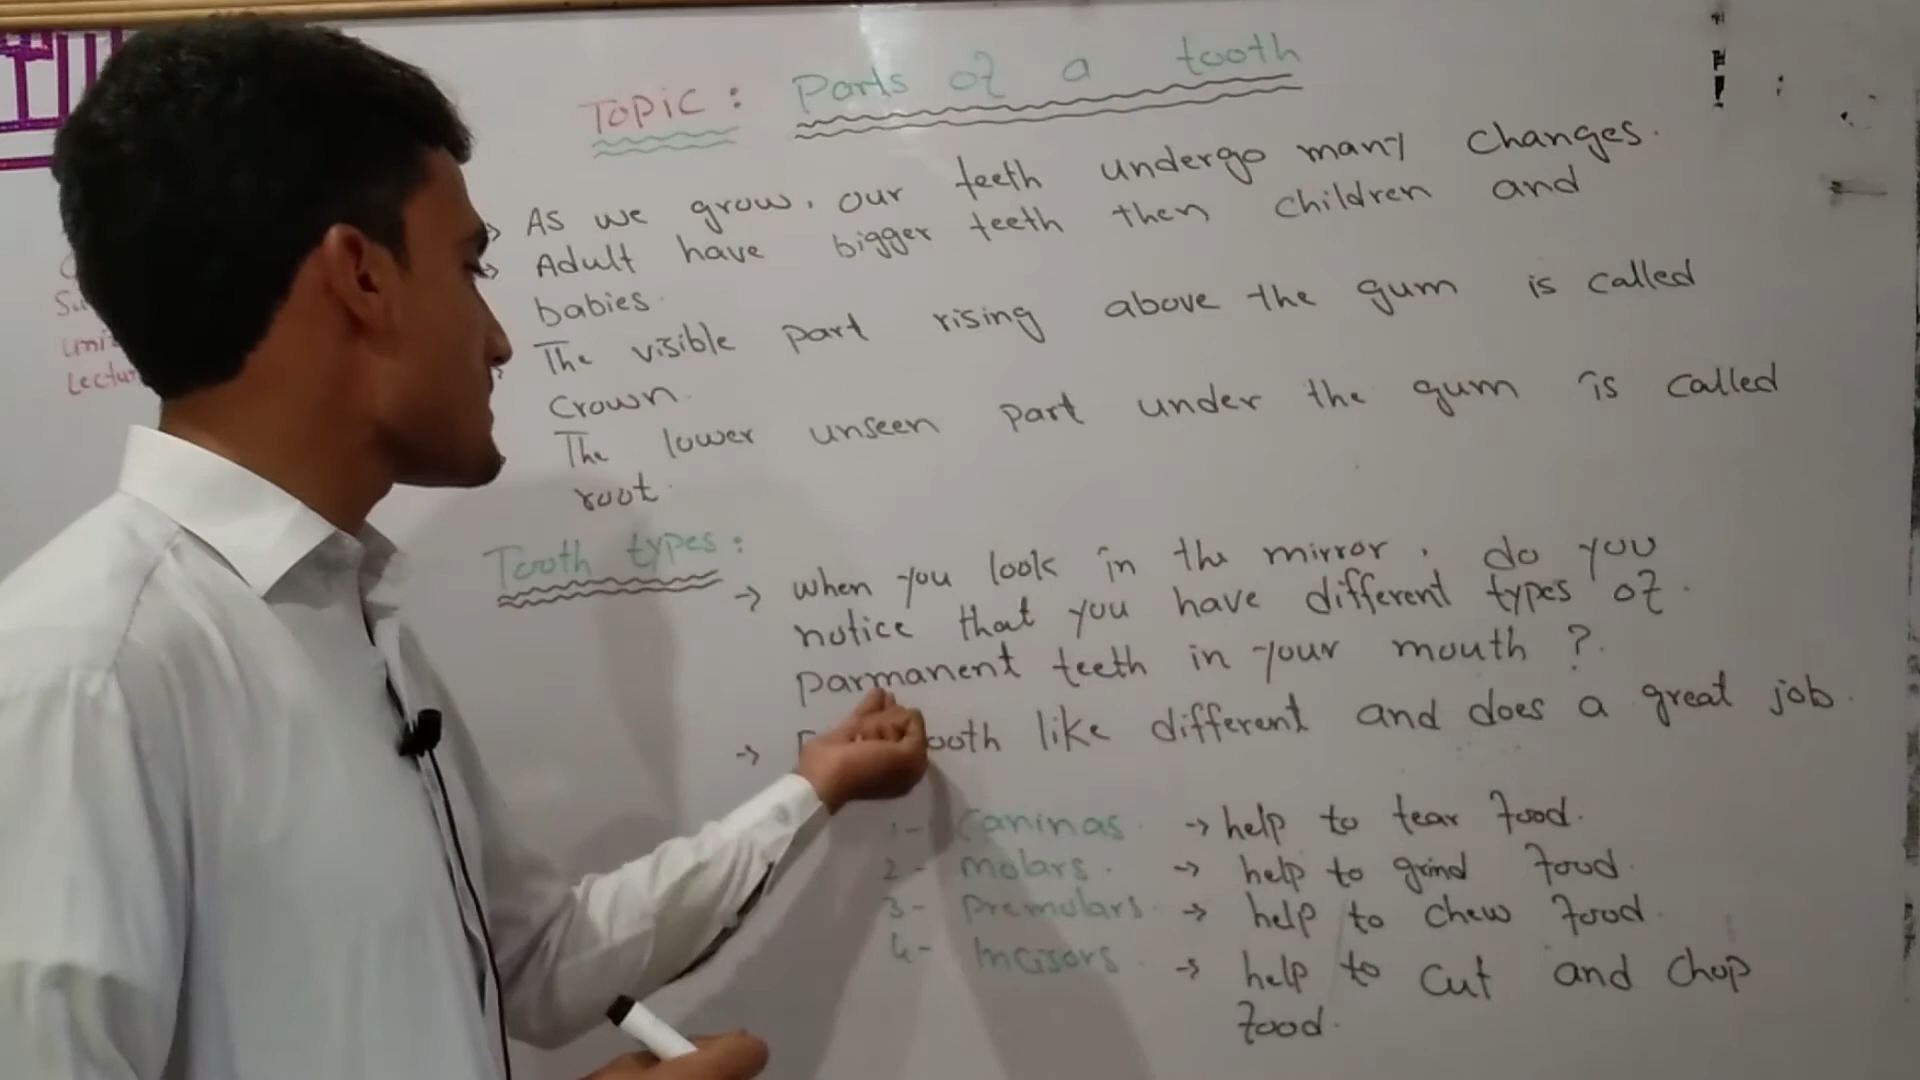 Topic: Parts of a tooth
As we grow, our teeth undergo many changes.
Adult have bigger teeth then children and
babies.
The visible part rising above the gum is called
crown.
The lower unseen part under the gum is called
root.
Tooth types:
→ when you look in the mirror, do you
notice that you have different types of
parmanent teeth in your mouth ?
→ like different and does a great job.
1- Caninas. → help to tear food.
2- Molars. → help to grind food.
3- Premolars. → help to chew food.
4- Incisors. → help to cut and chop
food.
Lectur